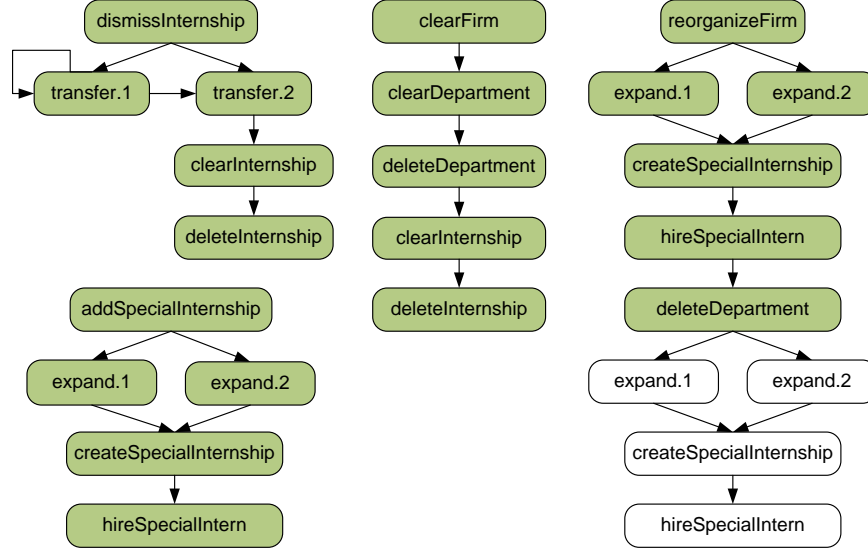 dismissInternship
transfer.1
transfer.2
clearInternship
deleteInternship
addSpecialInternship
expand.1
expand.2
createSpecialInternship
hireSpecialIntern
clearFirm
clearDepartment
deleteDepartment
clearInternship
deleteInternship
reorganizeFirm
expand.1
expand.2
createSpecialInternship
hireSpecialIntern
deleteDepartment
expand.1
expand.2
createSpecialInternship
hireSpecialIntern